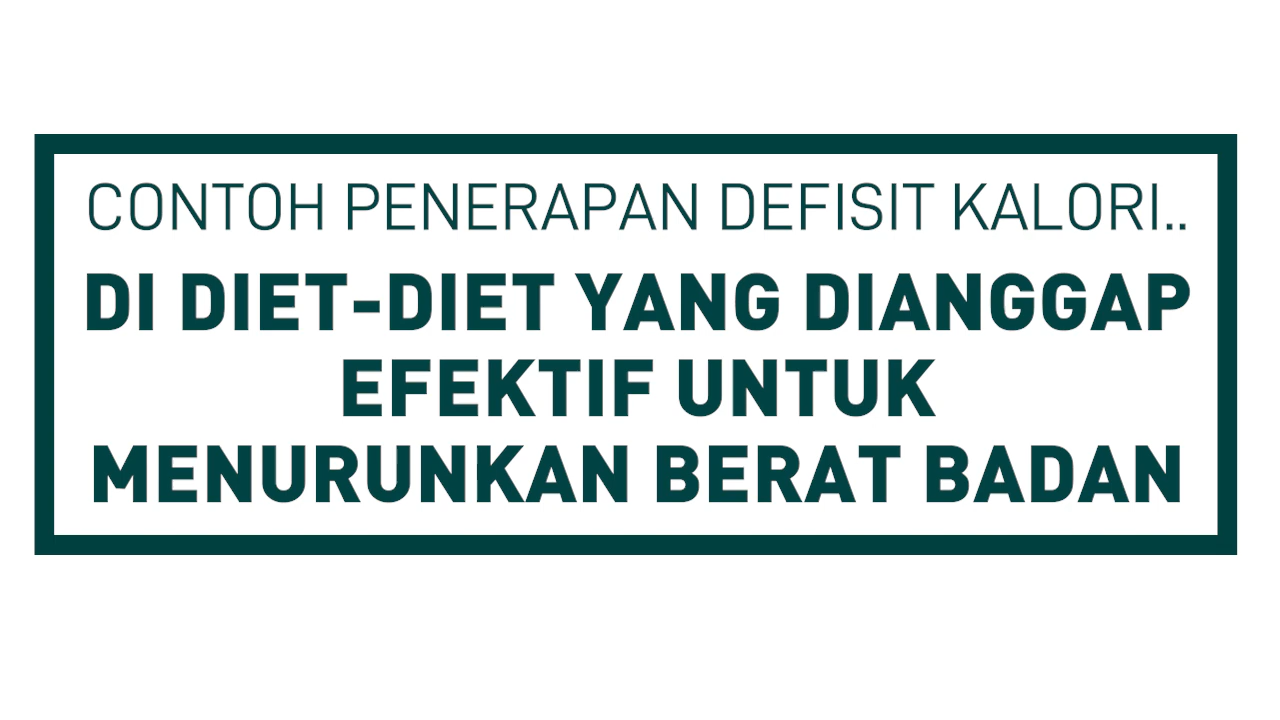 CONTOH PENERAPAN DEFISIT KALORI..
DI DIET-DIET YANG DIANGGAP
EFEKTIF UNTUK
MENURUNKAN BERAT BADAN